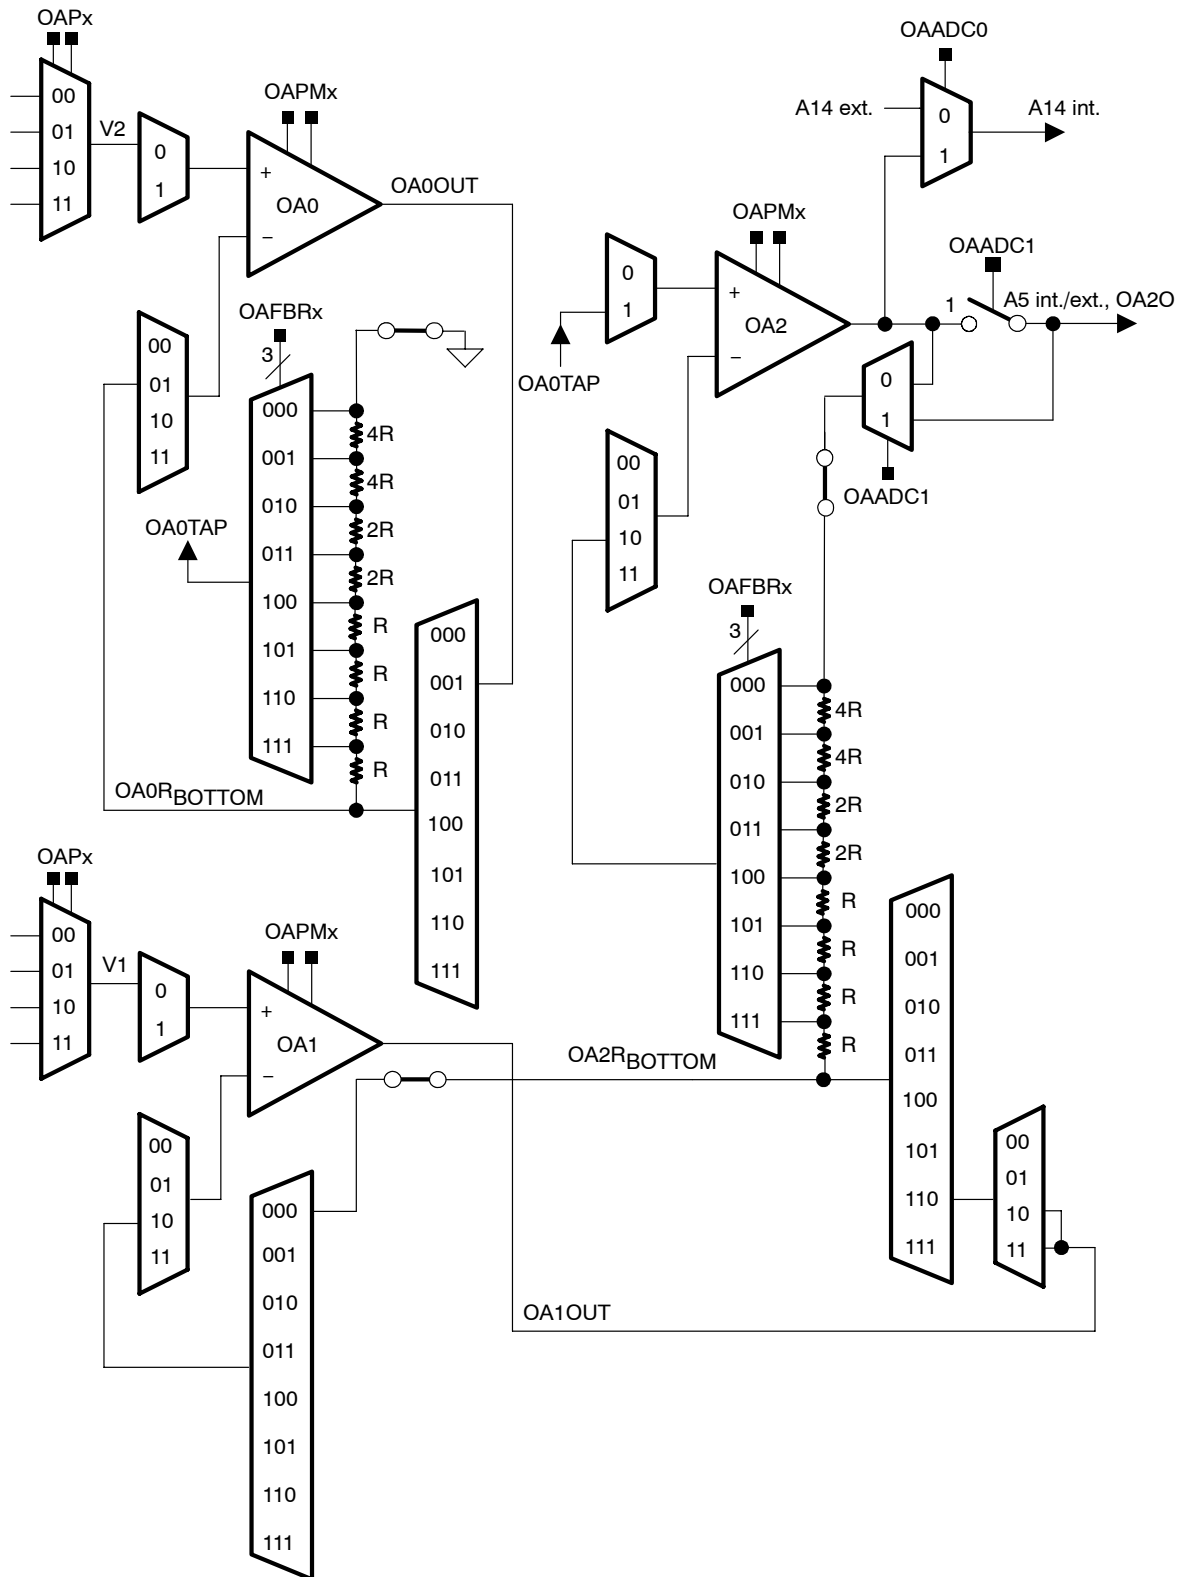 OAPx
00
01
10
11
V2
0
1
OAPMx
+
OA0
−
OA0OUT
00
01
10
11
OAFBRx
3
000
001
010
011
100
101
110
111
4R
4R
2R
2R
R
R
R
R
OA0TAP
OA0RBOTTOM
000
001
010
011
100
101
110
111
OAADC0
A14 ext.
0
1
A14 int.
OAPMx
0
1
OA0TAP
+
OA2
−
OAADC1
1
A5 int./ext., OA2O
0
1
OAADC1
00
01
10
11
OAFBRx
3
000
001
010
011
100
101
110
111
4R
4R
2R
2R
R
R
R
R
OA2RBOTTOM
000
001
010
011
100
101
110
111
00
01
10
11
OAPx
00
01
10
11
V1
0
1
OAPMx
+
OA1
−
00
01
10
11
000
001
010
011
100
101
110
111
OA1OUT